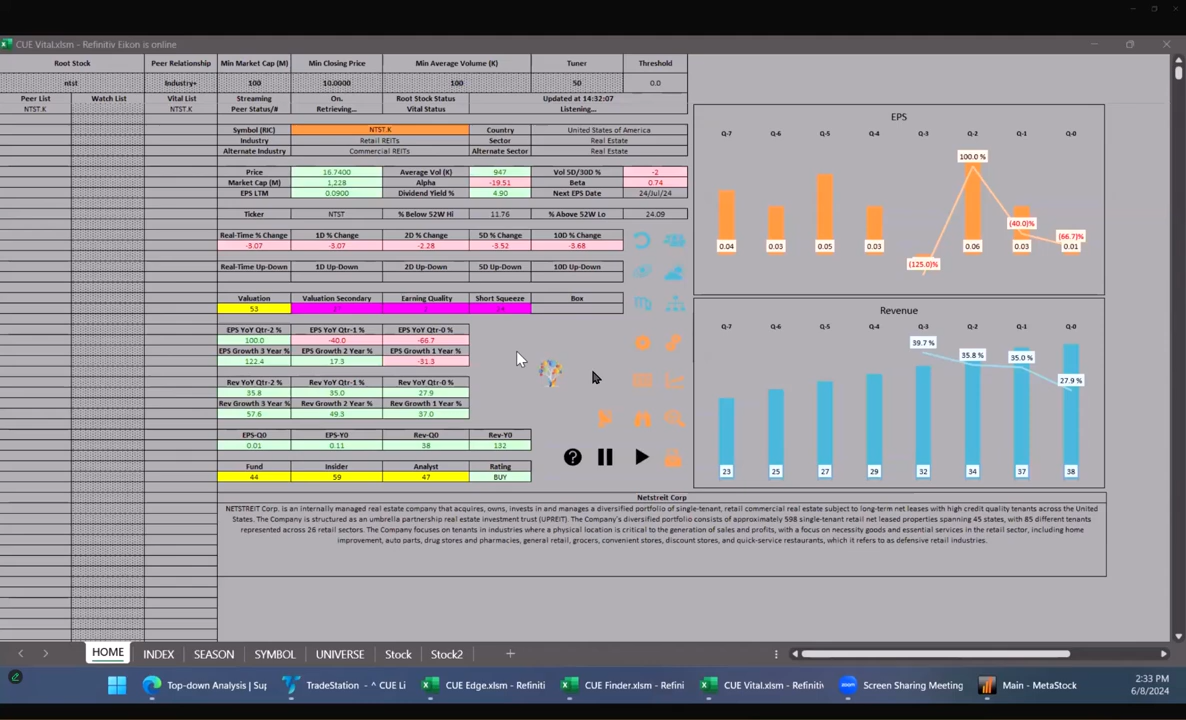 CUE Vital.xlsm - Refinitiv Eikon is online
Root Stock Peer Relationship Min Market Cap (M) Min Closing Price Min Average Volume (K) Tuner Threshold
ntst Industry+ 100 10.0000 100 50 0.0
Peer List Watch List Vital List Streaming On. Root Stock Status Updated at 14:32:07
NTST.K NTST.K Peer Status/# Retrieving... Vital Status Listening...
Symbol (RIC) NTST.K Country United States of America
Industry Retail REITs Sector Real Estate
Alternate Industry Commercial REITs Alternate Sector Real Estate
Price 16.7400 Average Vol (K) 947 Vol 5D/30D % -2
Market Cap (M) 1,228 Alpha -19.51 Beta 0.74
EPS LTM 0.0900 Dividend Yield % 4.90 Next EPS Date 24/Jul/24
Ticker NTST % Below 52W Hi 11.76 % Above 52W Lo 24.09
Real-Time % Change 1D % Change 2D % Change 5D % Change 10D % Change
-3.07 -3.07 -2.28 -3.52 -3.68
Real-Time Up-Down 1D Up-Down 2D Up-Down 5D Up-Down 10D Up-Down
Valuation Valuation Secondary Earning Quality Short Squeeze Box
53
EPS YoY Qtr-2 % EPS YoY Qtr-1 % EPS YoY Qtr-0 %
100.0 -40.0 -66.7
EPS Growth 3 Year % EPS Growth 2 Year % EPS Growth 1 Year %
122.4 17.3 -31.3
Rev YoY Qtr-2 % Rev YoY Qtr-1 % Rev YoY Qtr-0 %
35.8 35.0 27.9
Rev Growth 3 Year % Rev Growth 2 Year % Rev Growth 1 Year %
57.6 49.3 37.0
EPS-Q0 EPS-Y0 Rev-Q0 Rev-Y0
0.01 0.11 38 132
Fund Insider Analyst Rating
44 59 47 BUY
EPS
Q-7 Q-6 Q-5 Q-4 Q-3 Q-2 Q-1 Q-0
100.0 %
(40.0)%
(66.7)%
0.04 0.03 0.05 0.03 0.06 0.03 0.01
(125.0)%
Revenue
Q-7 Q-6 Q-5 Q-4 Q-3 Q-2 Q-1 Q-0
39.7 %
35.8 % 35.0 %
27.9 %
23 25 27 29 32 34 37 38
Netstreit Corp
NETSTREIT Corp. is an internally managed real estate company that acquires, owns, invests in and manages a diversified portfolio of single-tenant, retail commercial real estate subject to long-term net leases with high credit quality tenants across the United
States. The Company is structured as an umbrella partnership real estate investment trust (UPREIT). The Company's diversified portfolio consists of approximately 598 single-tenant retail net leased properties spanning 45 states, with 85 different tenants
represented across 26 retail sectors. The Company focuses on tenants in industries where a physical location is critical to the generation of sales and profits, with a focus on necessity goods and essential services in the retail sector, including home
improvement, auto parts, drug stores and pharmacies, general retail, grocers, convenient stores, discount stores, and quick-service restaurants, which it refers to as defensive retail industries.
HOME INDEX SEASON SYMBOL UNIVERSE Stock Stock2
Top-down Analysis | Sup TradeStation - ^ CUE Li CUE Edge.xlsm - Refiniti CUE Finder.xlsm - Refini CUE Vital.xlsm - Refinitiv Screen Sharing Meeting Main - MetaStock
2:33 PM
6/8/2024